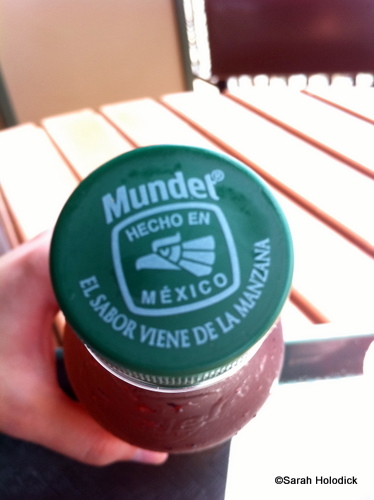 Mundet®
HECHO EN
MÉXICO
EL SABOR VIENE DE LA MANZANA
©Sarah Holodick